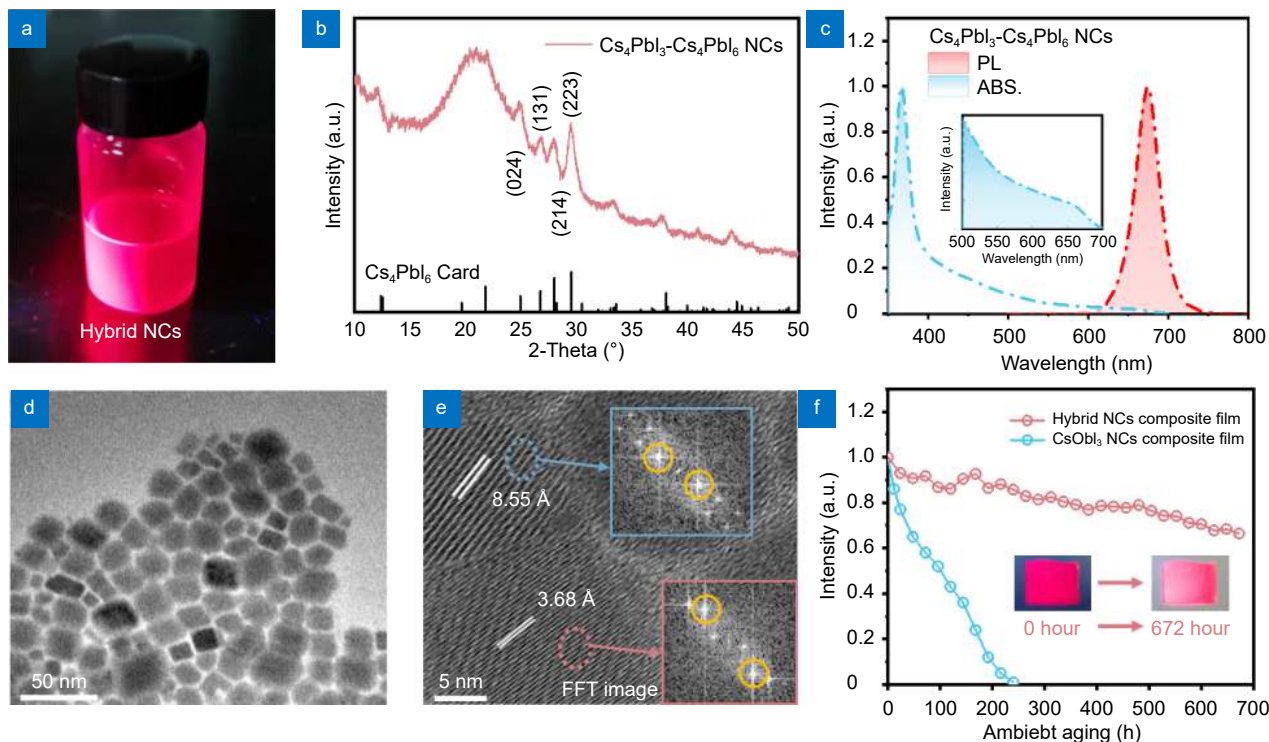 a
Hybrid NCs
b
Intensity (a.u.)
Cs₄PbI₃-Cs₄PbI₆ NCs
(024)
(131)
(214)
(223)
Cs₄PbI₆ Card
10 15 20 25 30 35 40 45 50
2-Theta (°)
c
Intensity (a.u.)
1.2
1.0
0.8
0.6
0.4
0.2
0
Cs₄PbI₃-Cs₄PbI₆ NCs
PL
ABS.
Intensity (a.u.)
500 550 600 650 700
Wavelength (nm)
400 500 600 700 800
Wavelength (nm)
d
50 nm
e
8.55 Å
3.68 Å
FFT image
5 nm
f
Intensity (a.u.)
1.2
1.0
0.8
0.6
0.4
0.2
0
Hybrid NCs composite film
CsObI₃ NCs composite film
0 hour
672 hour
0 100 200 300 400 500 600 700
Ambiebt aging (h)